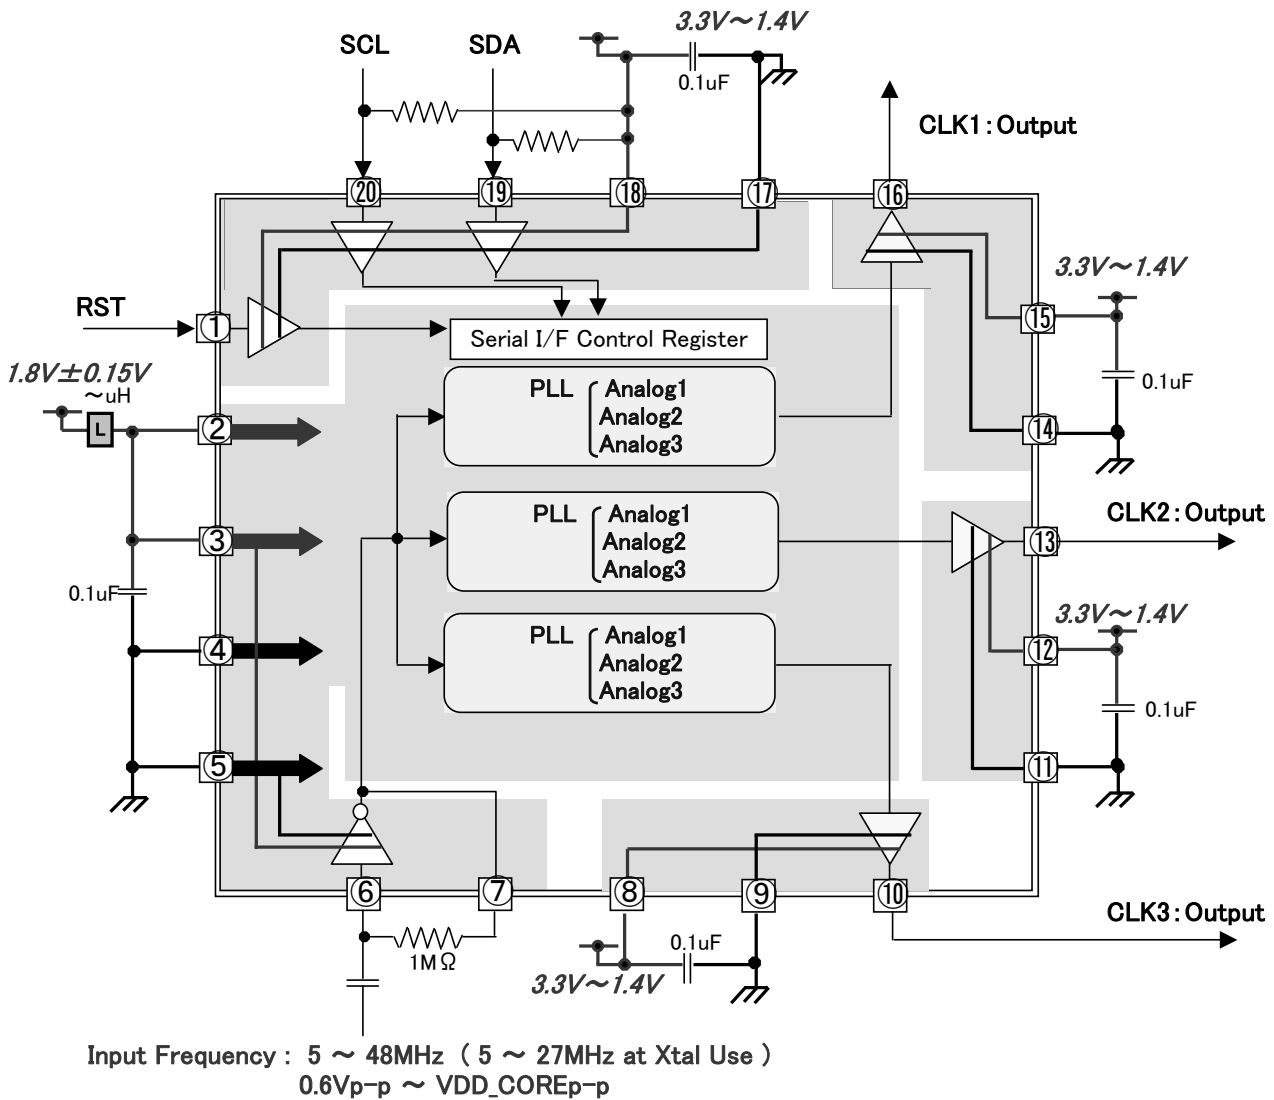 3.3V～1.4V
SCL
SDA
0.1uF
CLK1：Output
⑳
⑲
⑱
⑰
⑯
3.3V～1.4V
RST
①
⑮
Serial I/F Control Register
1.8V±0.15V
～uH
L
0.1uF
PLL
Analog1
Analog2
Analog3
②
⑭
CLK2：Output
PLL
Analog1
Analog2
Analog3
③
⑬
0.1uF
3.3V～1.4V
PLL
Analog1
Analog2
Analog3
④
⑫
0.1uF
⑤
⑪
⑥
⑦
⑧
⑨
⑩
CLK3：Output
1MΩ
0.1uF
3.3V～1.4V
Input Frequency : 5 ～ 48MHz ( 5 ～ 27MHz at Xtal Use )
0.6Vp-p ～ VDD_COREp-p